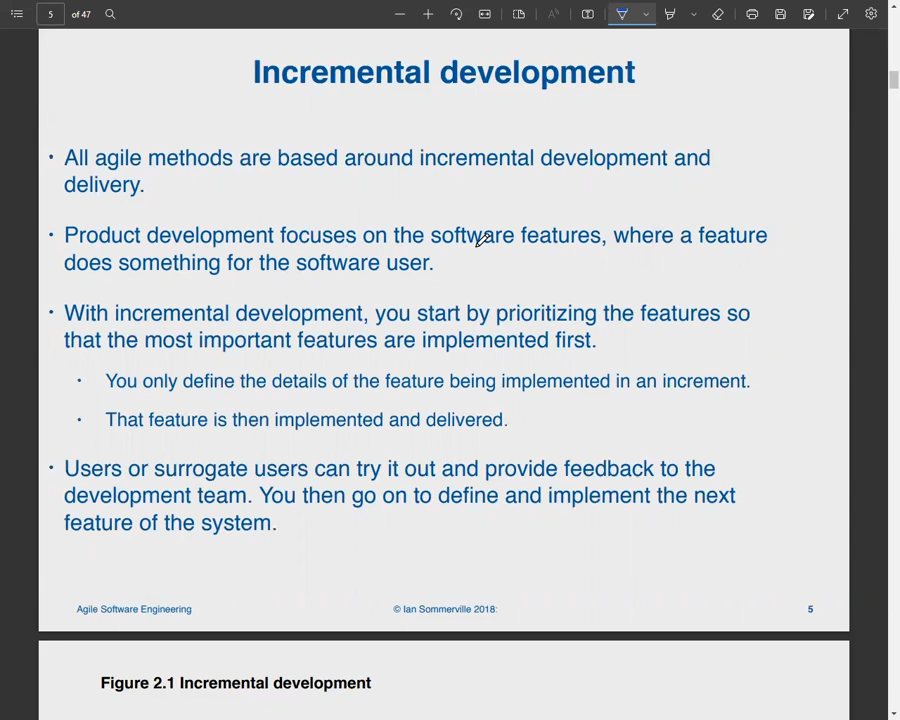 5 of 47
Incremental development
• All agile methods are based around incremental development and
delivery.
• Product development focuses on the software features, where a feature
does something for the software user.
• With incremental development, you start by prioritizing the features so
that the most important features are implemented first.
• You only define the details of the feature being implemented in an increment.
• That feature is then implemented and delivered.
• Users or surrogate users can try it out and provide feedback to the
development team. You then go on to define and implement the next
feature of the system.
Agile Software Engineering © Ian Sommerville 2018: 5
Figure 2.1 Incremental development